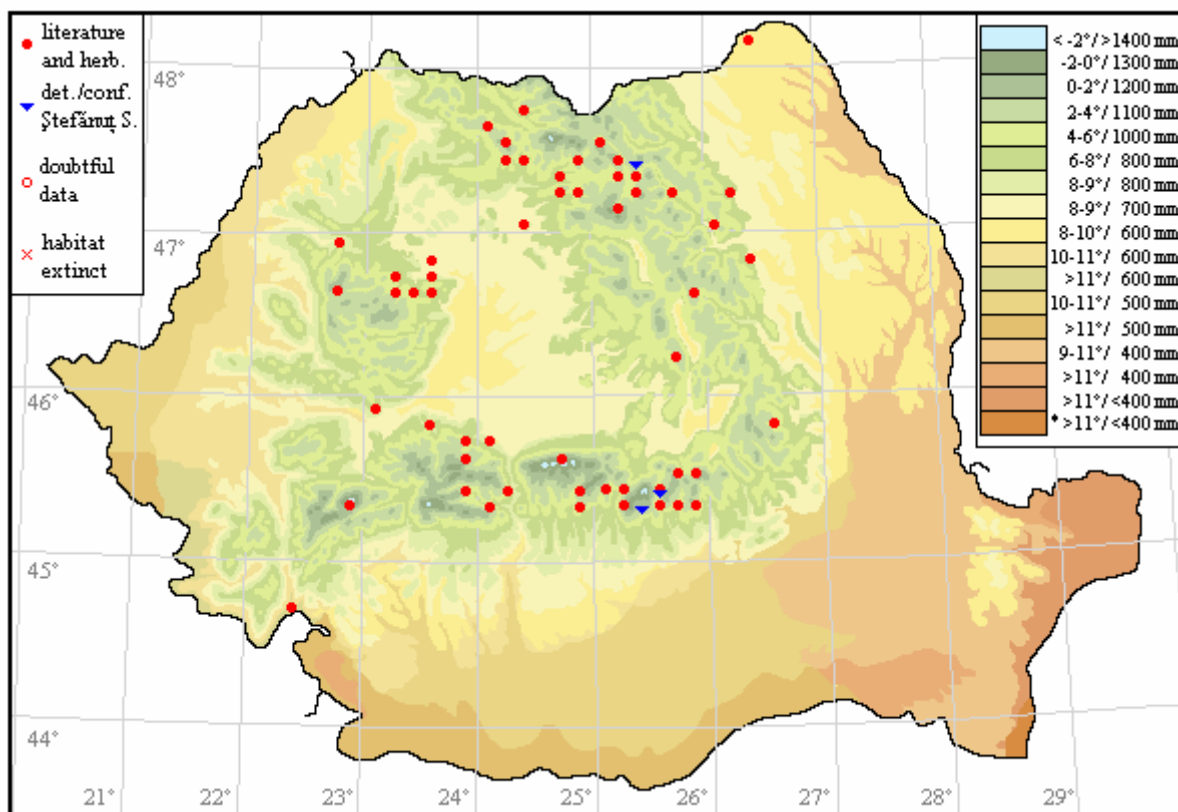 literature
and herb.
det./conf.
Ştefănuţ S.
doubtful
data
habitat
extinct
< -2°/>1400 mm
-2-0°/ 1300 mm
0-2°/ 1200 mm
2-4°/ 1100 mm
4-6°/ 1000 mm
6-8°/ 800 mm
8-9°/ 800 mm
8-9°/ 700 mm
8-10°/ 600 mm
10-11°/ 600 mm
>11°/ 600 mm
10-11°/ 500 mm
>11°/ 500 mm
9-11°/ 400 mm
>11°/ 400 mm
>11°/ <400 mm
* >11°/ <400 mm
48°
47°
46°
45°
44°
21°
22°
23°
24°
25°
26°
27°
28°
29°